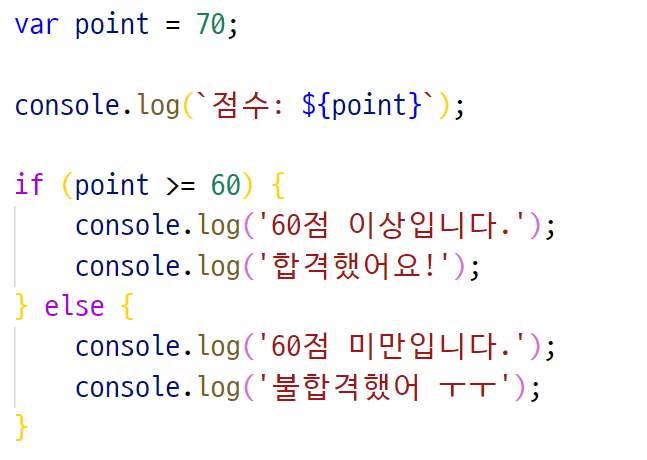 var point = 70;
console.log(`점수: ${point}`);
if (point >= 60) {
console.log('60점 이상입니다.');
console.log('합격했어요!');
} else {
console.log('60점 미만입니다.');
console.log('불합격했어 ㅜㅜ');
}